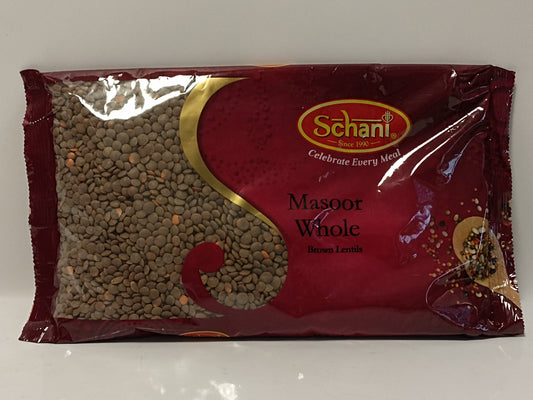 Schani®
Since 1990
Celebrate Every Meal
Masoor
Whole
Brown Lentils